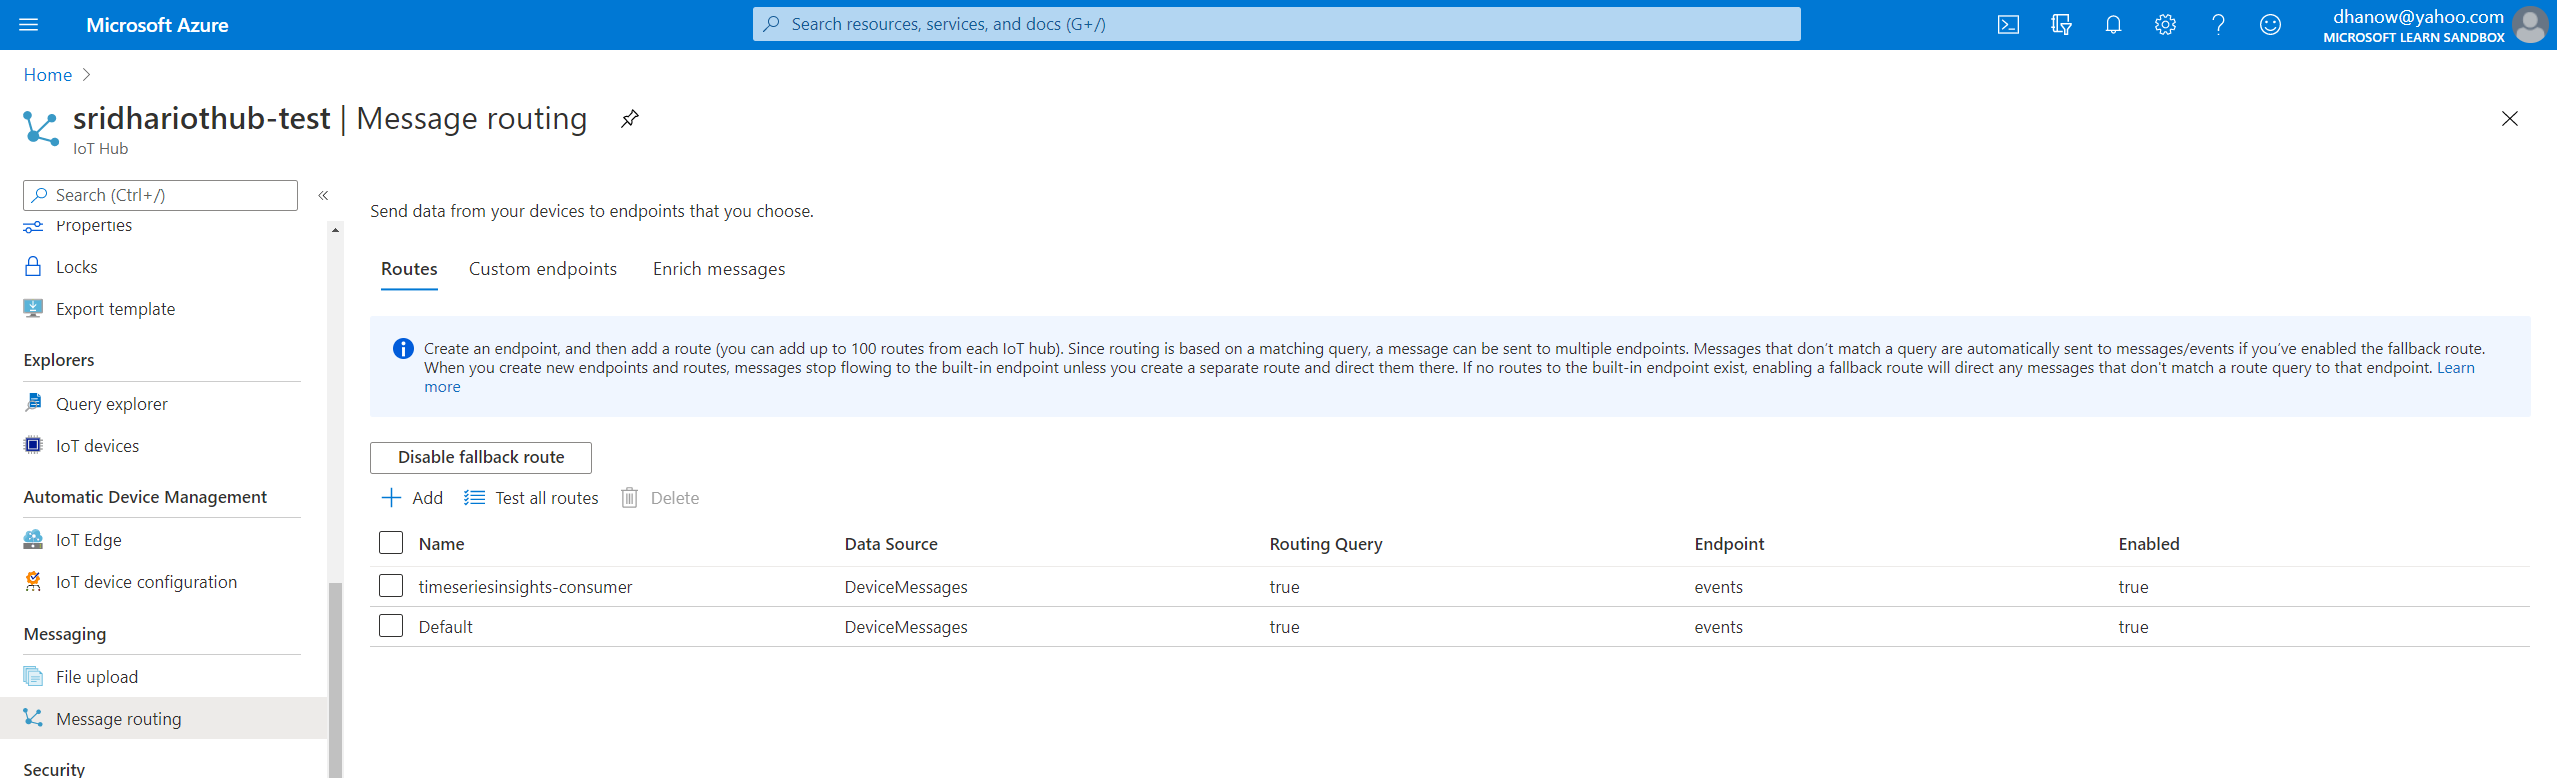 Microsoft Azure
Search resources, services, and docs (G+/)
dhanow@yahoo.com
MICROSOFT LEARN SANDBOX
Home
sridhariothub-test | Message routing
IoT Hub
Search (Ctrl+/)
«
Properties
Locks
Export template
Explorers
Query explorer
IoT devices
Automatic Device Management
IoT Edge
IoT device configuration
Messaging
File upload
Message routing
Security
Send data from your devices to endpoints that you choose.
Routes Custom endpoints Enrich messages
Create an endpoint, and then add a route (you can add up to 100 routes from each IoT hub). Since routing is based on a matching query, a message can be sent to multiple endpoints. Messages that don't match a query are automatically sent to messages/events if you've enabled the fallback route.
When you create new endpoints and routes, messages stop flowing to the built-in endpoint unless you create a separate route and direct them there. If no routes to the built-in endpoint exist, enabling a fallback route will direct any messages that don't match a route query to that endpoint. Learn
more
Disable fallback route
Add Test all routes Delete
Name Data Source Routing Query Endpoint Enabled
timeseriesinsights-consumer DeviceMessages true events true
Default DeviceMessages true events true